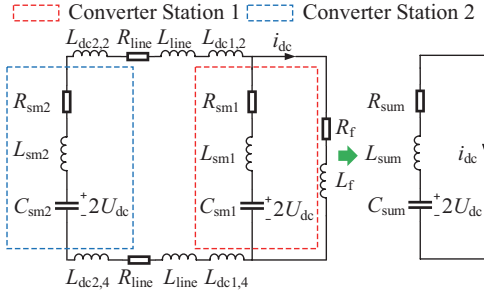 Converter Station 1 Converter Station 2
L_dc2,2 R_line L_line L_dc1,2 i_dc
R_sm2 R_sm1 R_f R_sum
L_sm2 L_sm1 L_f L_sum i_dc
C_sm2 + - 2U_dc C_sm1 + - 2U_dc C_sum + - 2U_dc
L_dc2,4 R_line L_line L_dc1,4